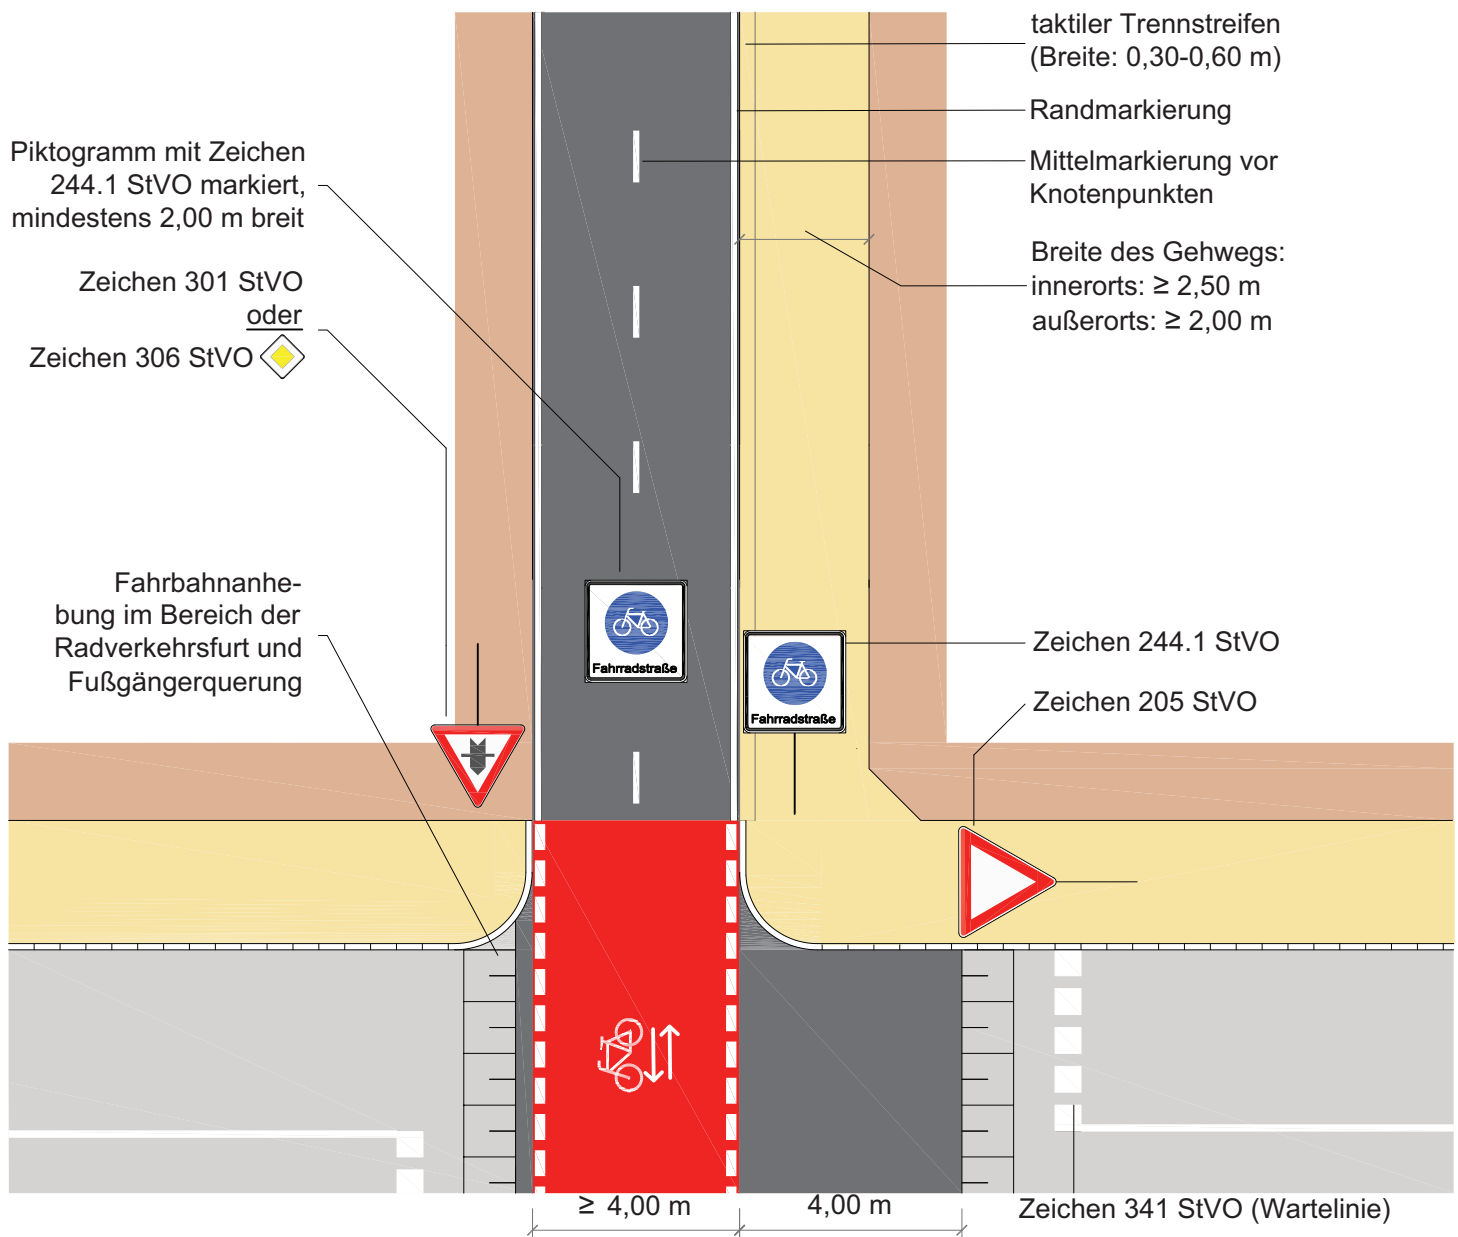 taktiler Trennstreifen
(Breite: 0,30-0,60 m)
Randmarkierung
Mittelmarkierung vor
Knotenpunkten
Breite des Gehwegs:
innerorts: ≥ 2,50 m
außerorts: ≥ 2,00 m
Piktogramm mit Zeichen
244.1 StVO markiert,
mindestens 2,00 m breit
Zeichen 301 StVO
oder
Zeichen 306 StVO
Fahrbahnanhe-
bung im Bereich der
Radverkehrsfurt und
Fußgängerquerung
Fahrradstraße
Fahrradstraße
Zeichen 244.1 StVO
Zeichen 205 StVO
≥ 4,00 m
4,00 m
Zeichen 341 StVO (Wartelinie)